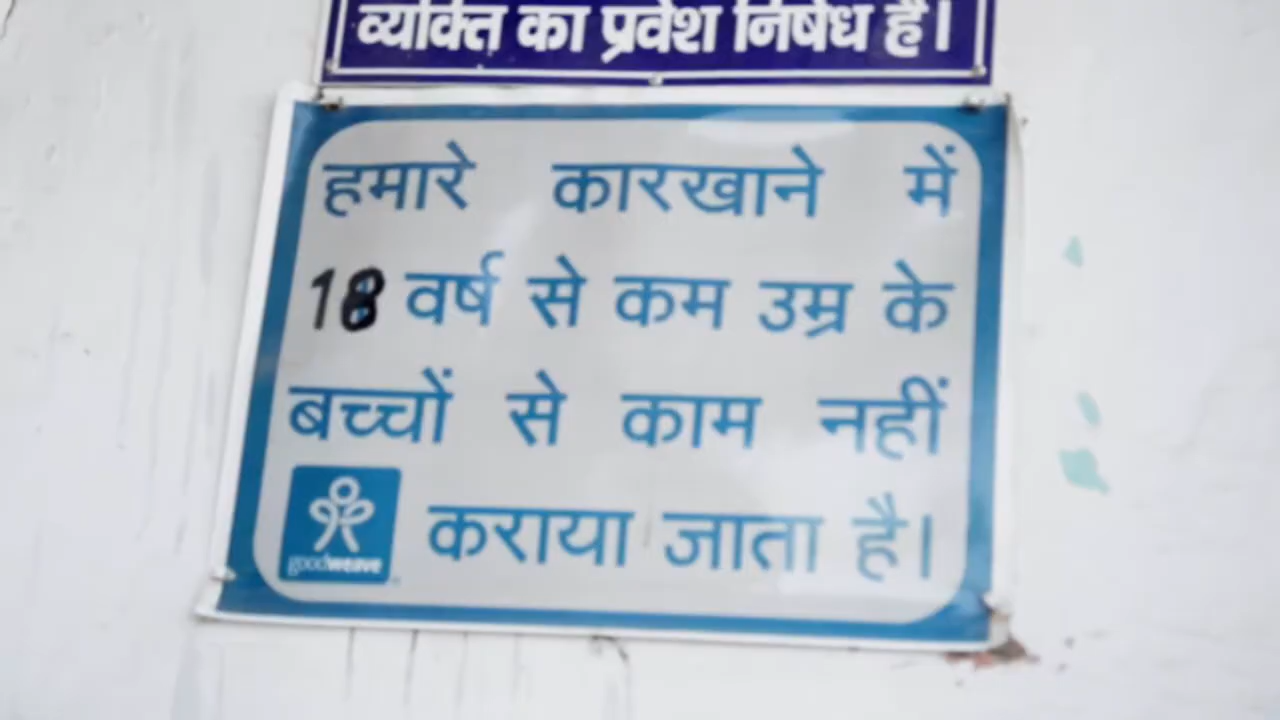 व्यक्ति का प्रवेश निषेध है।
हमारे कारखाने में
18 वर्ष से कम उम्र के
बच्चों से काम नहीं
कराया जाता है।
goodweave